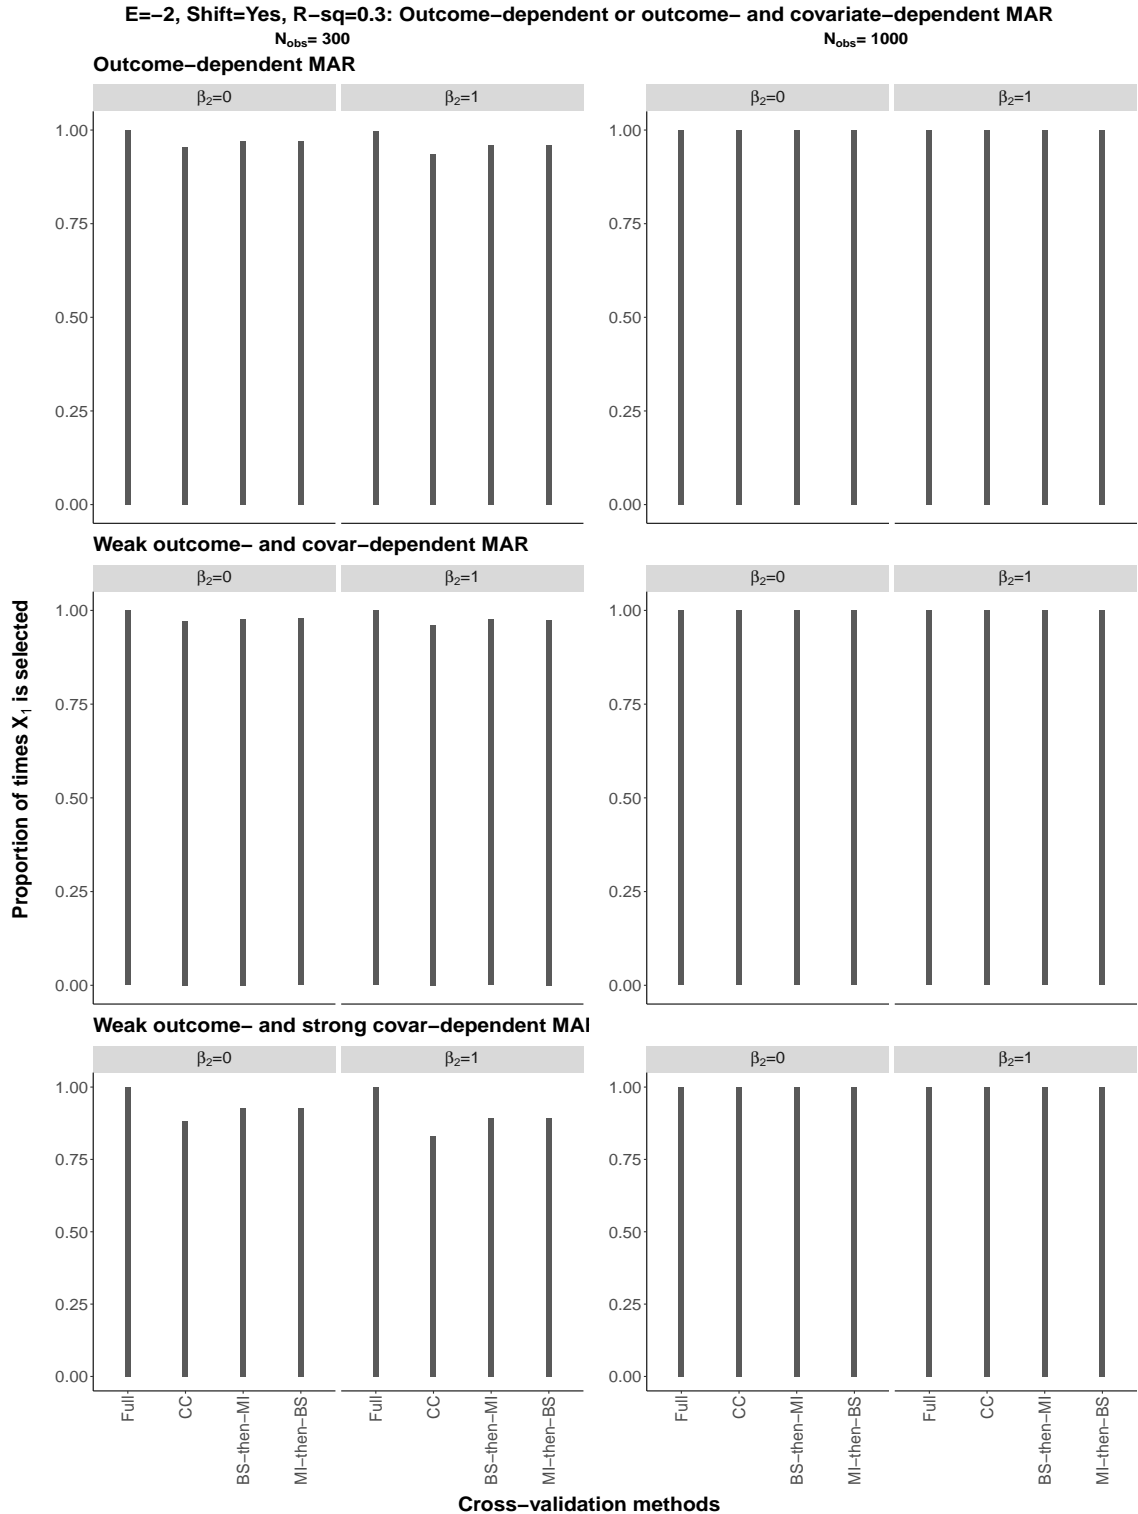 E=−2, Shift=Yes, R−sq=0.3: Outcome−dependent or outcome− and covariate−dependent MAR
Nobs= 300
Nobs= 1000
Outcome−dependent MAR
β2=0
β2=1
β2=0
β2=1
1.00
0.75
0.50
0.25
0.00
1.00
0.75
0.50
0.25
0.00
Weak outcome− and covar−dependent MAR
β2=0
β2=1
β2=0
β2=1
1.00
0.75
0.50
0.25
0.00
1.00
0.75
0.50
0.25
0.00
Proportion of times X1 is selected
Weak outcome− and strong covar−dependent MAI
β2=0
β2=1
β2=0
β2=1
1.00
0.75
0.50
0.25
0.00
1.00
0.75
0.50
0.25
0.00
Full
CC
BS−then−MI
MI−then−BS
Full
CC
BS−then−MI
MI−then−BS
Full
CC
BS−then−MI
MI−then−BS
Full
CC
BS−then−MI
MI−then−BS
Cross−validation methods